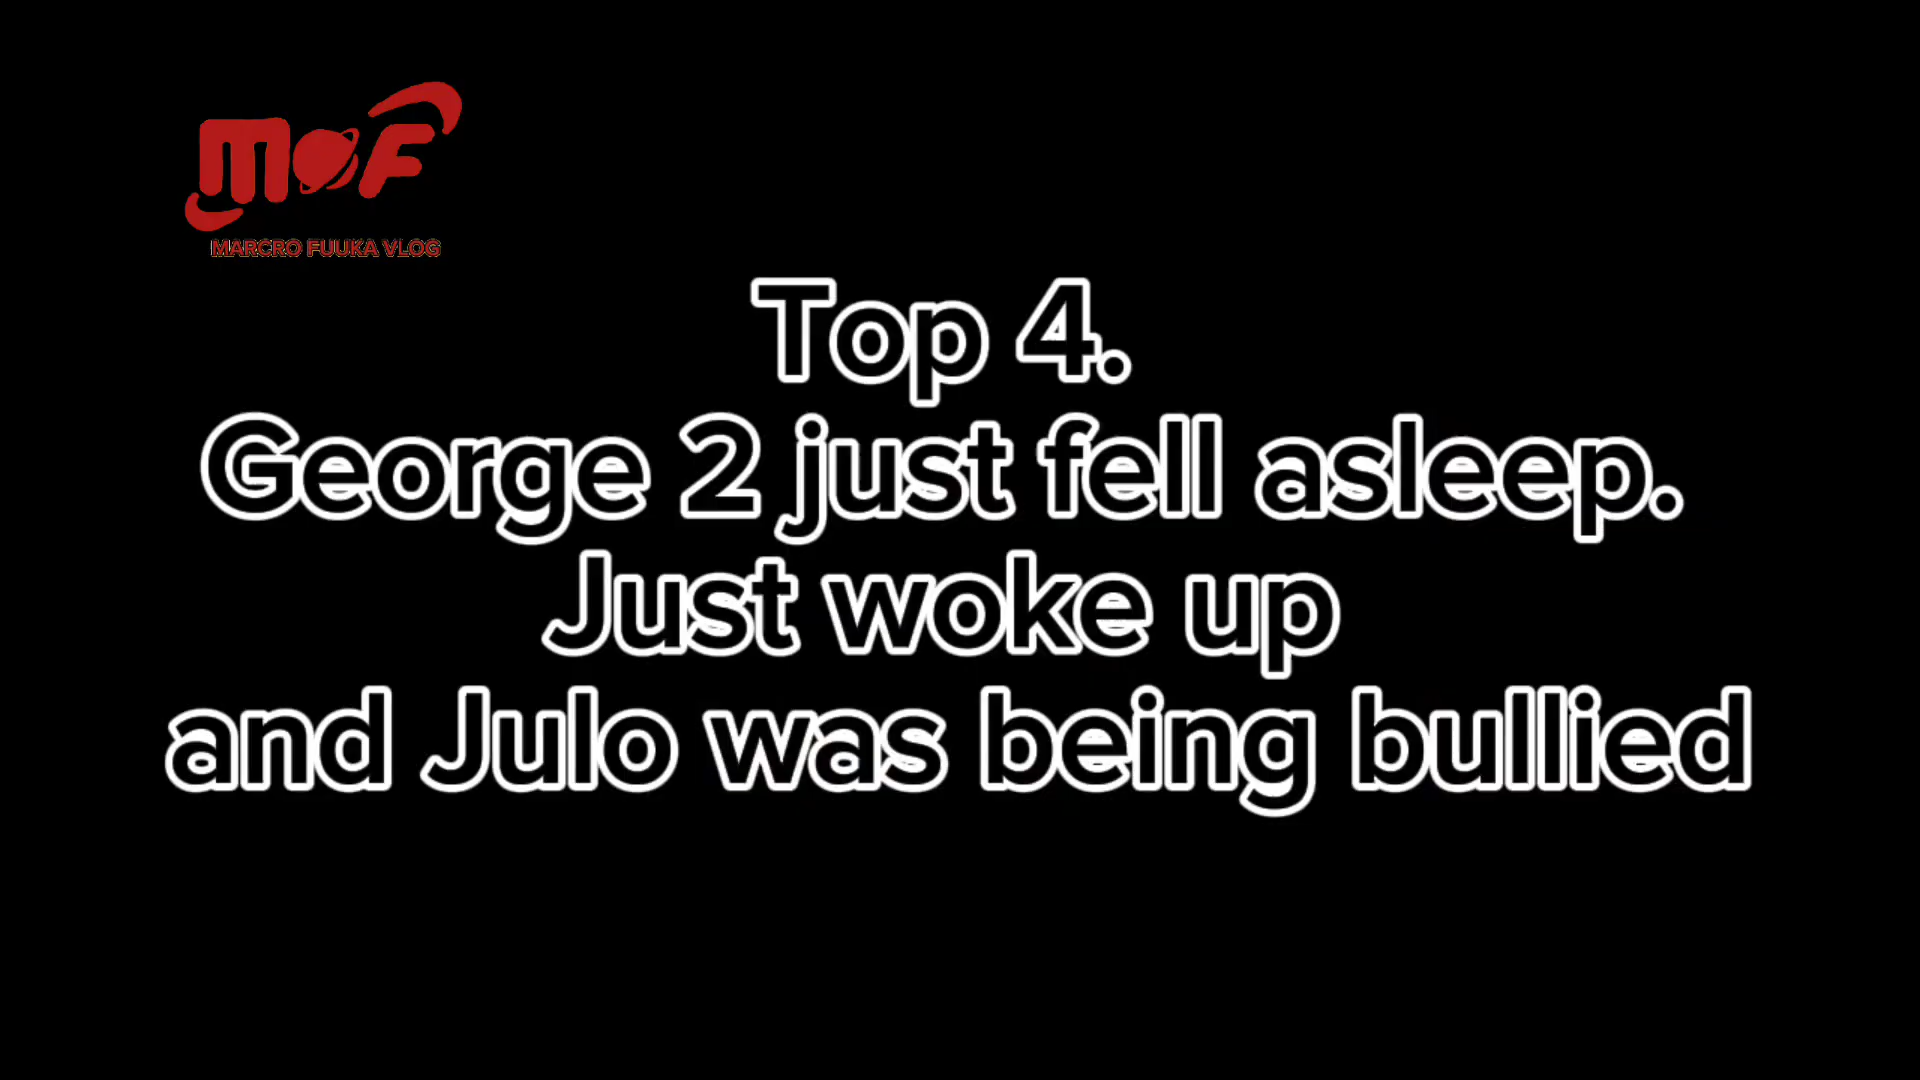 MOF
MARCRO FUUKA VLOG
Top 4.
George 2 just fell asleep.
Just woke up
and Julo was being bullied